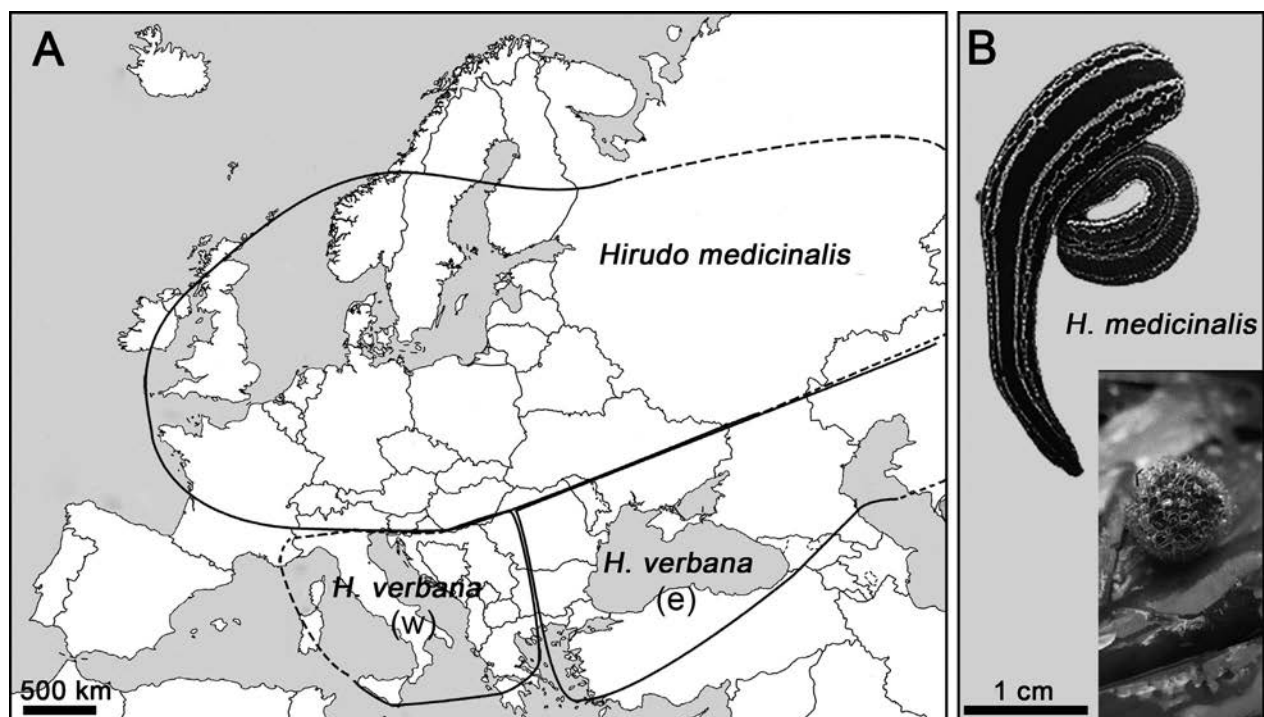 A
Hirudo medicinalis
H. verbana
(w)
H. verbana
(e)
500 km
B
H. medicinalis
1 cm